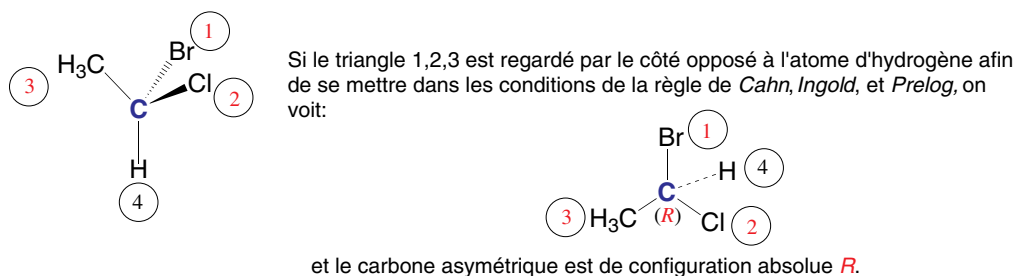 1
Br
H3C
Cl
3
2
C
H
4
Si le triangle 1,2,3 est regardé par le côté opposé à l'atome d'hydrogène afin
de se mettre dans les conditions de la règle de Cahn, Ingold, et Prelog, on
voit:
Br 1
H 4
C
3 H3C (R) Cl 2
et le carbone asymétrique est de configuration absolue R.